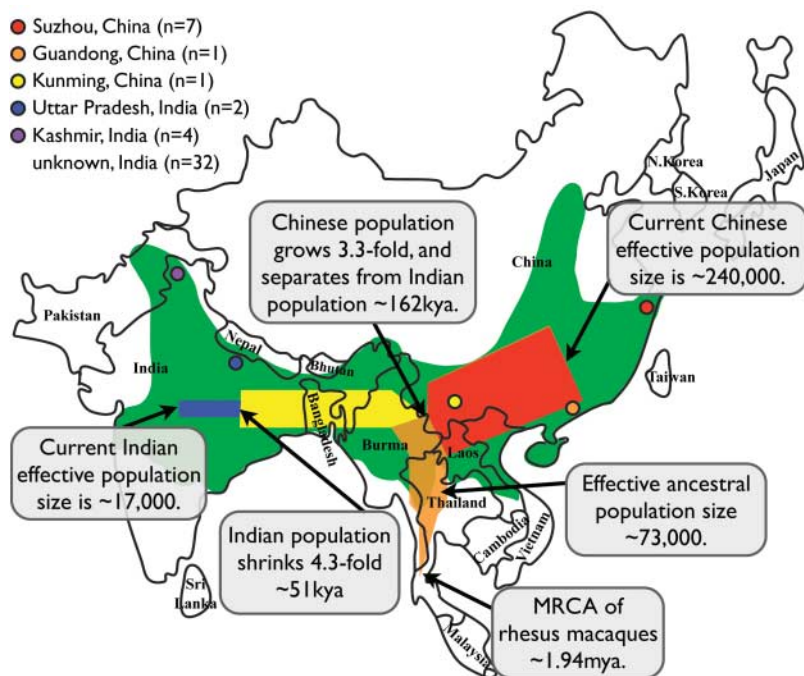 Suzhou, China (n=7)
Guandong, China (n=1)
Kunming, China (n=1)
Uttar Pradesh, India (n=2)
Kashmir, India (n=4)
unknown, India (n=32)
N.Korea
S.Korea
Japan
Chinese population
grows 3.3-fold, and
separates from Indian
population ~162kya.
Current Chinese
effective population
size is ~240,000.
China
Pakistan
India
Nepal
Bhutan
Bangladesh
Taiwan
Burma
Laos
Current Indian
effective population
size is ~17,000.
Thailand
Effective ancestral
population size
~73,000.
Cambodia
Vietnam
Indian population
shrinks 4.3-fold
~51kya
Sri
Lanka
MRCA of
rhesus macaques
~1.94mya.
Malaysia